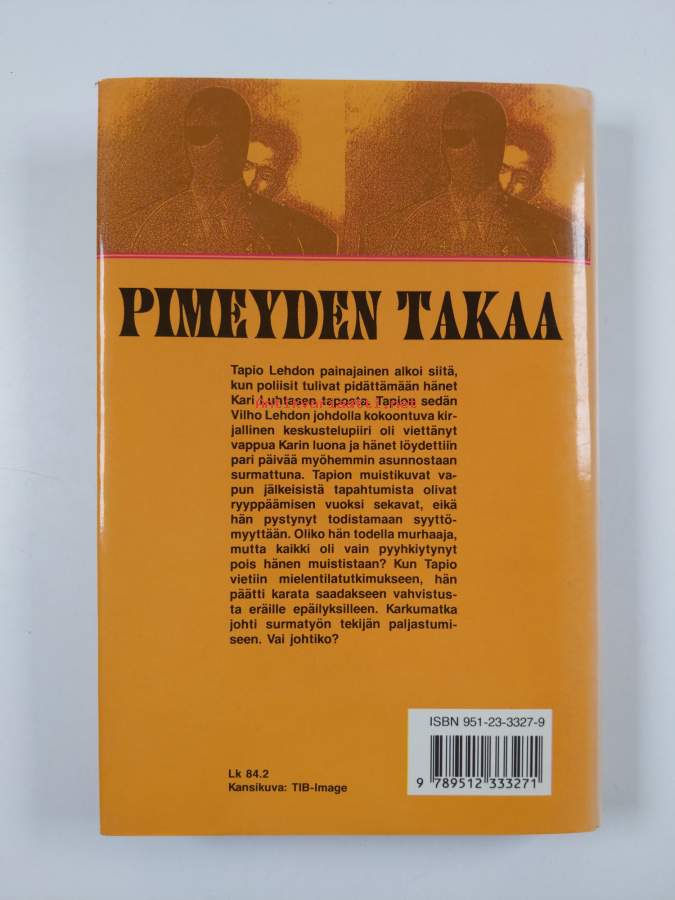 PIMEYDEN TAKAA
Tapio Lehdon painajainen alkoi siitä,
kun poliisit tulivat pidättämään hänet
Kari Luhtasen taposta. Tapion sedän
Vilho Lehdon johdolla kokoontuva kir-
jallinen keskustelupiiri oli viettänyt
vappua Karin luona ja hänet löydettiin
pari päivää myöhemmin asunnostaan
surmattuna. Tapion muistikuvat va-
pun jälkeisistä tapahtumista olivat
ryyppäämisen vuoksi sekavat, eikä
hän pystynyt todistamaan syyttö-
myyttään. Oliko hän todella murhaaja,
mutta kaikki oli vain pyyhkiytynyt
pois hänen muististaan? Kun Tapio
vietiin mielentilatutkimukseen, hän
päätti karata saadakseen vahvistus-
ta eräille epäilyksilleen. Karkumatka
johti surmatyön tekijän paljastumi-
seen. Vai johtiko?
ISBN 951-23-3327-9
9 789512 333271
Lk 84.2
Kansikuva: TIB-Image